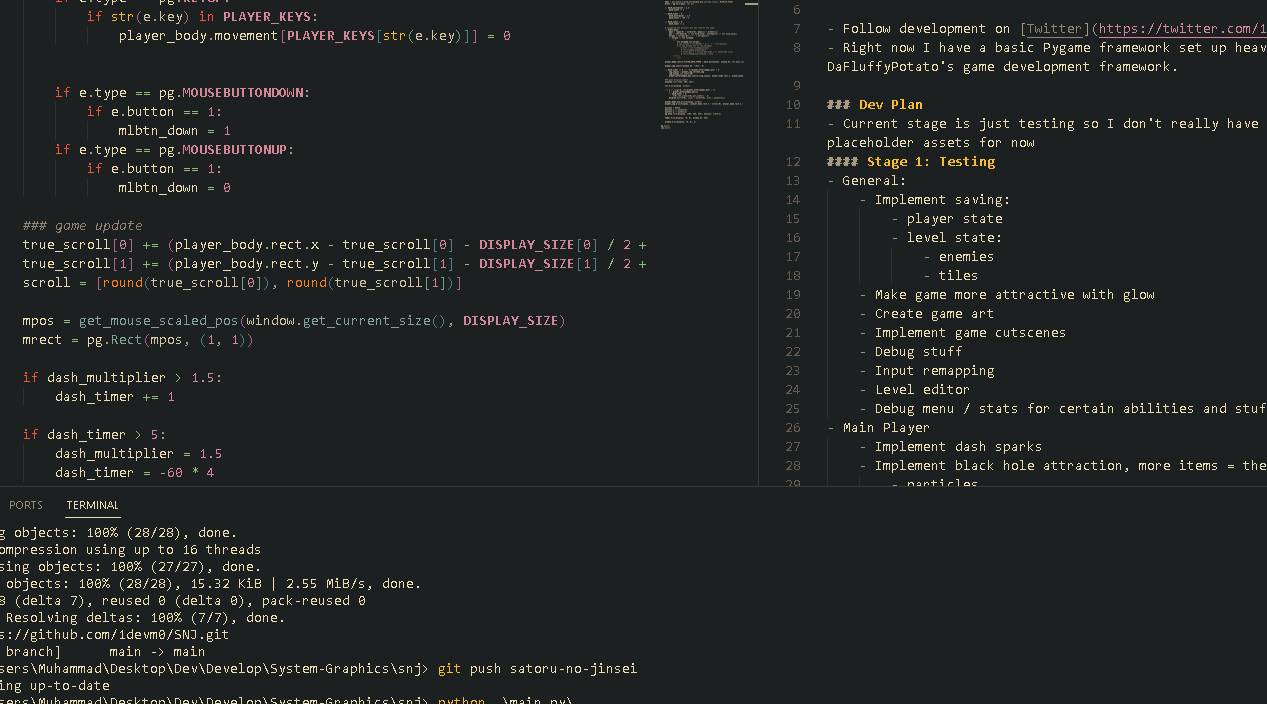 if str(e.key) in PLAYER_KEYS:
player_body.movement[PLAYER_KEYS[str(e.key)]] = 0
if e.type == pg.MOUSEBUTTONDOWN:
if e.button == 1:
mlbtn_down = 1
if e.type == pg.MOUSEBUTTONUP:
if e.button == 1:
mlbtn_down = 0
### game update
true_scroll[0] += (player_body.rect.x - true_scroll[0] - DISPLAY_SIZE[0] / 2 +
true_scroll[1] += (player_body.rect.y - true_scroll[1] - DISPLAY_SIZE[1] / 2 +
scroll = [round(true_scroll[0]), round(true_scroll[1])]
mpos = get_mouse_scaled_pos(window.get_current_size(), DISPLAY_SIZE)
mrect = pg.Rect(mpos, (1, 1))
if dash_multiplier > 1.5:
dash_timer += 1
if dash_timer > 5:
dash_multiplier = 1.5
dash_timer = -60 * 4
6
7 - Follow development on [Twitter](https://twitter.com/1
8 - Right now I have a basic Pygame framework set up heav
DaFluffyPotato's game development framework.
9
10 ### Dev Plan
11 - Current stage is just testing so I don't really have
placeholder assets for now
12 #### Stage 1: Testing
13 - General:
14 - Implement saving:
15 - player state
16 - level state:
17 - enemies
18 - tiles
19 - Make game more attractive with glow
20 - Create game art
21 - Implement game cutscenes
22 - Debug stuff
23 - Input remapping
24 - Level editor
25 - Debug menu / stats for certain abilities and stuf
26 - Main Player
27 - Implement dash sparks
28 - Implement black hole attraction, more items = the
29 - particles
PORTS TERMINAL
g objects: 100% (28/28), done.
ompression using up to 16 threads
sing objects: 100% (27/27), done.
objects: 100% (28/28), 15.32 KiB | 2.55 MiB/s, done.
8 (delta 7), reused 0 (delta 0), pack-reused 0
Resolving deltas: 100% (7/7), done.
s://github.com/1devm0/SNJ.git
branch] main -> main
sers\Muhammad\Desktop\Dev\Develop\System-Graphics\snj> git push satoru-no-jinsei
ing up-to-date
sers\Muhammad\Desktop\Dev\Develop\System-Graphics\snj> python .\main.py\